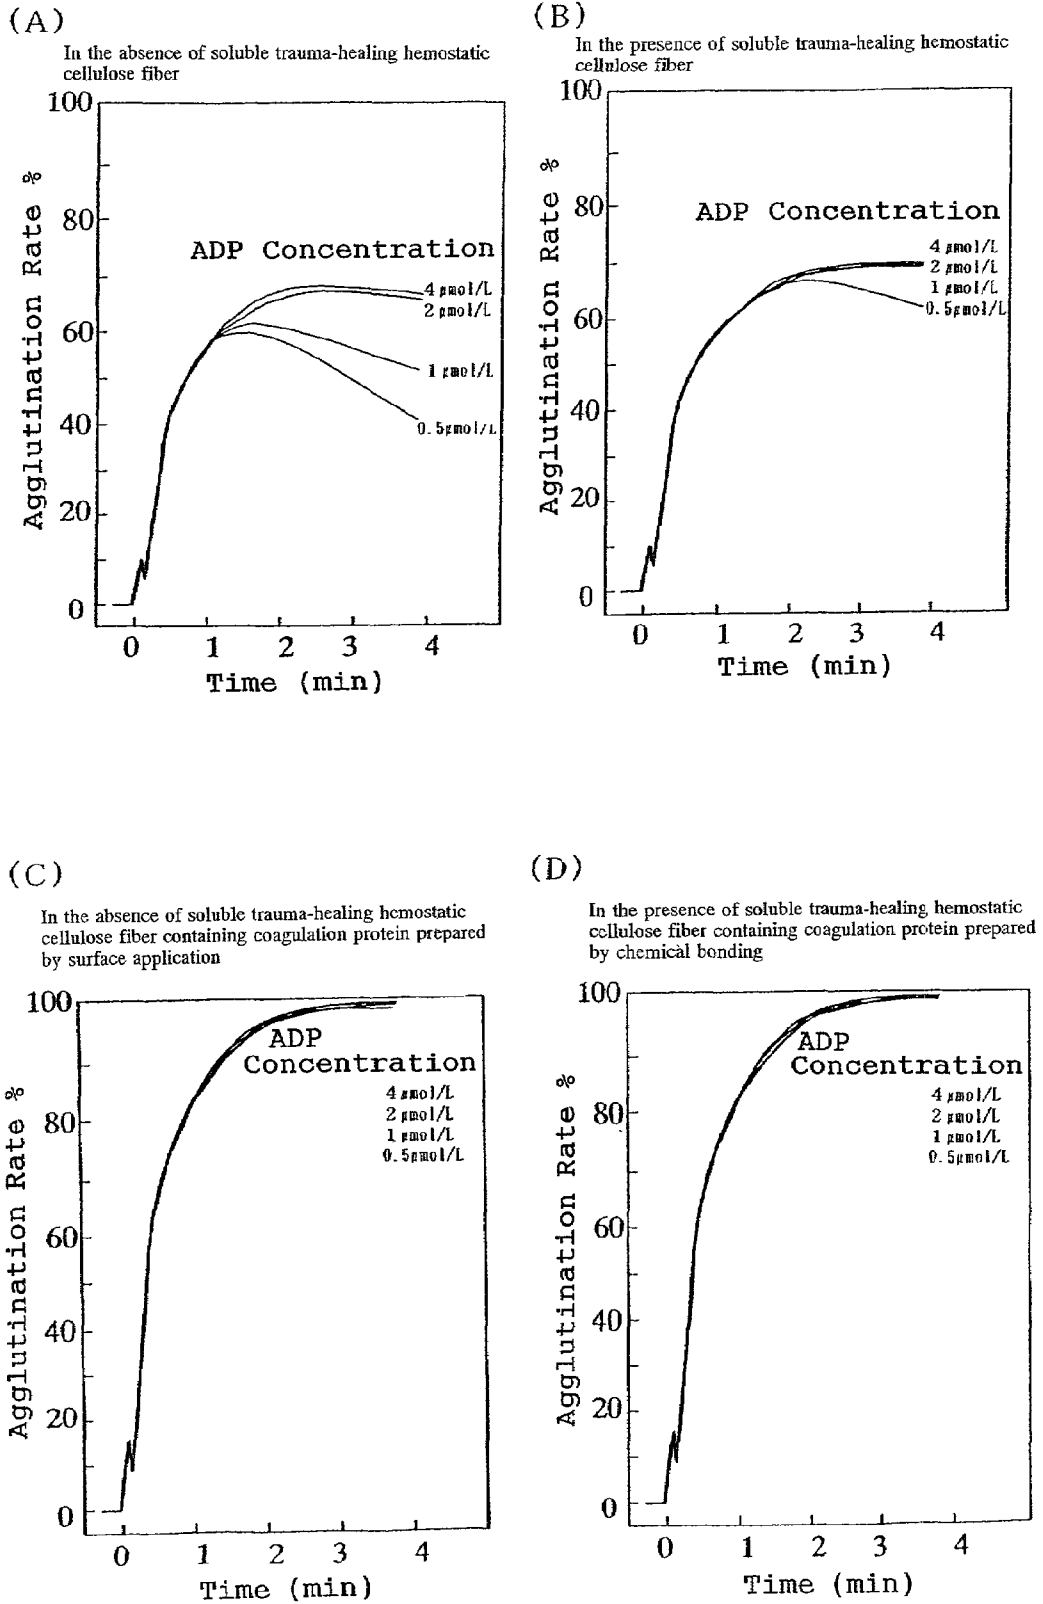 (A)
In the absence of soluble trauma-healing hemostatic
cellulose fiber
100
80
60
40
20
0
Agglutination Rate %
ADP Concentration
4 μmol/L
2 μmol/L
1 μmol/L
0.5μmol/L
0 1 2 3 4
Time (min)
(B)
In the presence of soluble trauma-healing hemostatic
cellulose fiber
100
80
60
40
20
0
Agglutination Rate %
ADP Concentration
4 μmol/L
2 μmol/L
1 μmol/L
0.5μmol/L
0 1 2 3 4
Time (min)
(C)
In the absence of soluble trauma-healing hemostatic
cellulose fiber containing coagulation protein prepared
by surface application
100
80
60
40
20
0
Agglutination Rate %
ADP
Concentration
4 μmol/L
2 μmol/L
1 μmol/L
0.5μmol/L
0 1 2 3 4
Time (min)
(D)
In the presence of soluble trauma-healing hemostatic
cellulose fiber containing coagulation protein prepared
by chemical bonding
100
80
60
40
20
0
Agglutination Rate %
ADP
Concentration
4 μmol/L
2 μmol/L
1 μmol/L
0.5μmol/L
0 1 2 3 4
Time (min)